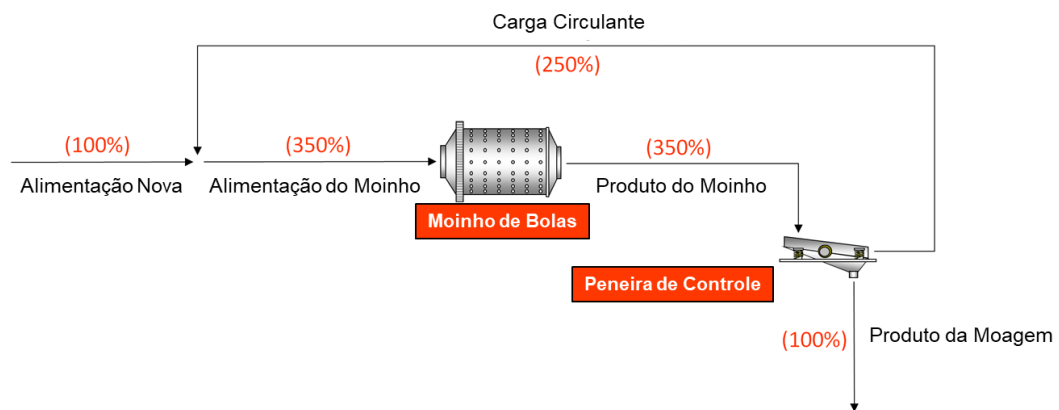 Carga Circulante
(250%)
(100%)
(350%)
(350%)
Alimentação Nova
Alimentação do Moinho
Produto do Moinho
Moinho de Bolas
Peneira de Controle
(100%)
Produto da Moagem